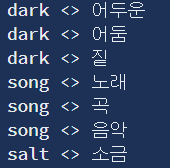 dark <> 어두운
dark <> 어둠
dark <> 짙
song <> 노래
song <> 곡
song <> 음악
salt <> 소금